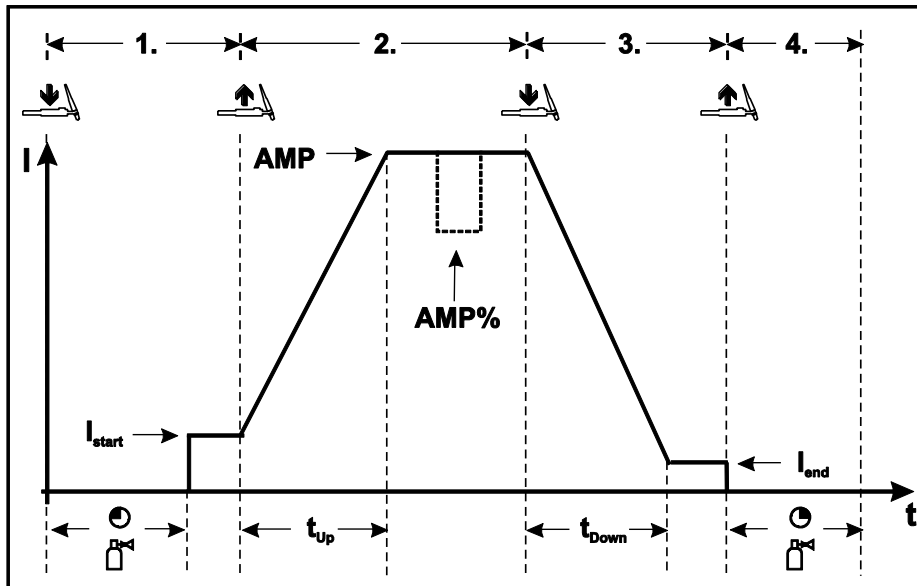 1. 2. 3. 4.
I
AMP
AMP%
Istart
Iend
t
tUp
tDown